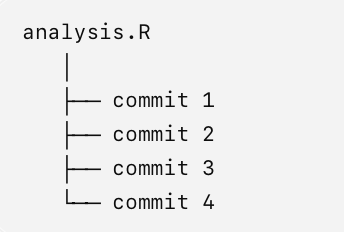 analysis.R
│
├── commit 1
├── commit 2
├── commit 3
└── commit 4